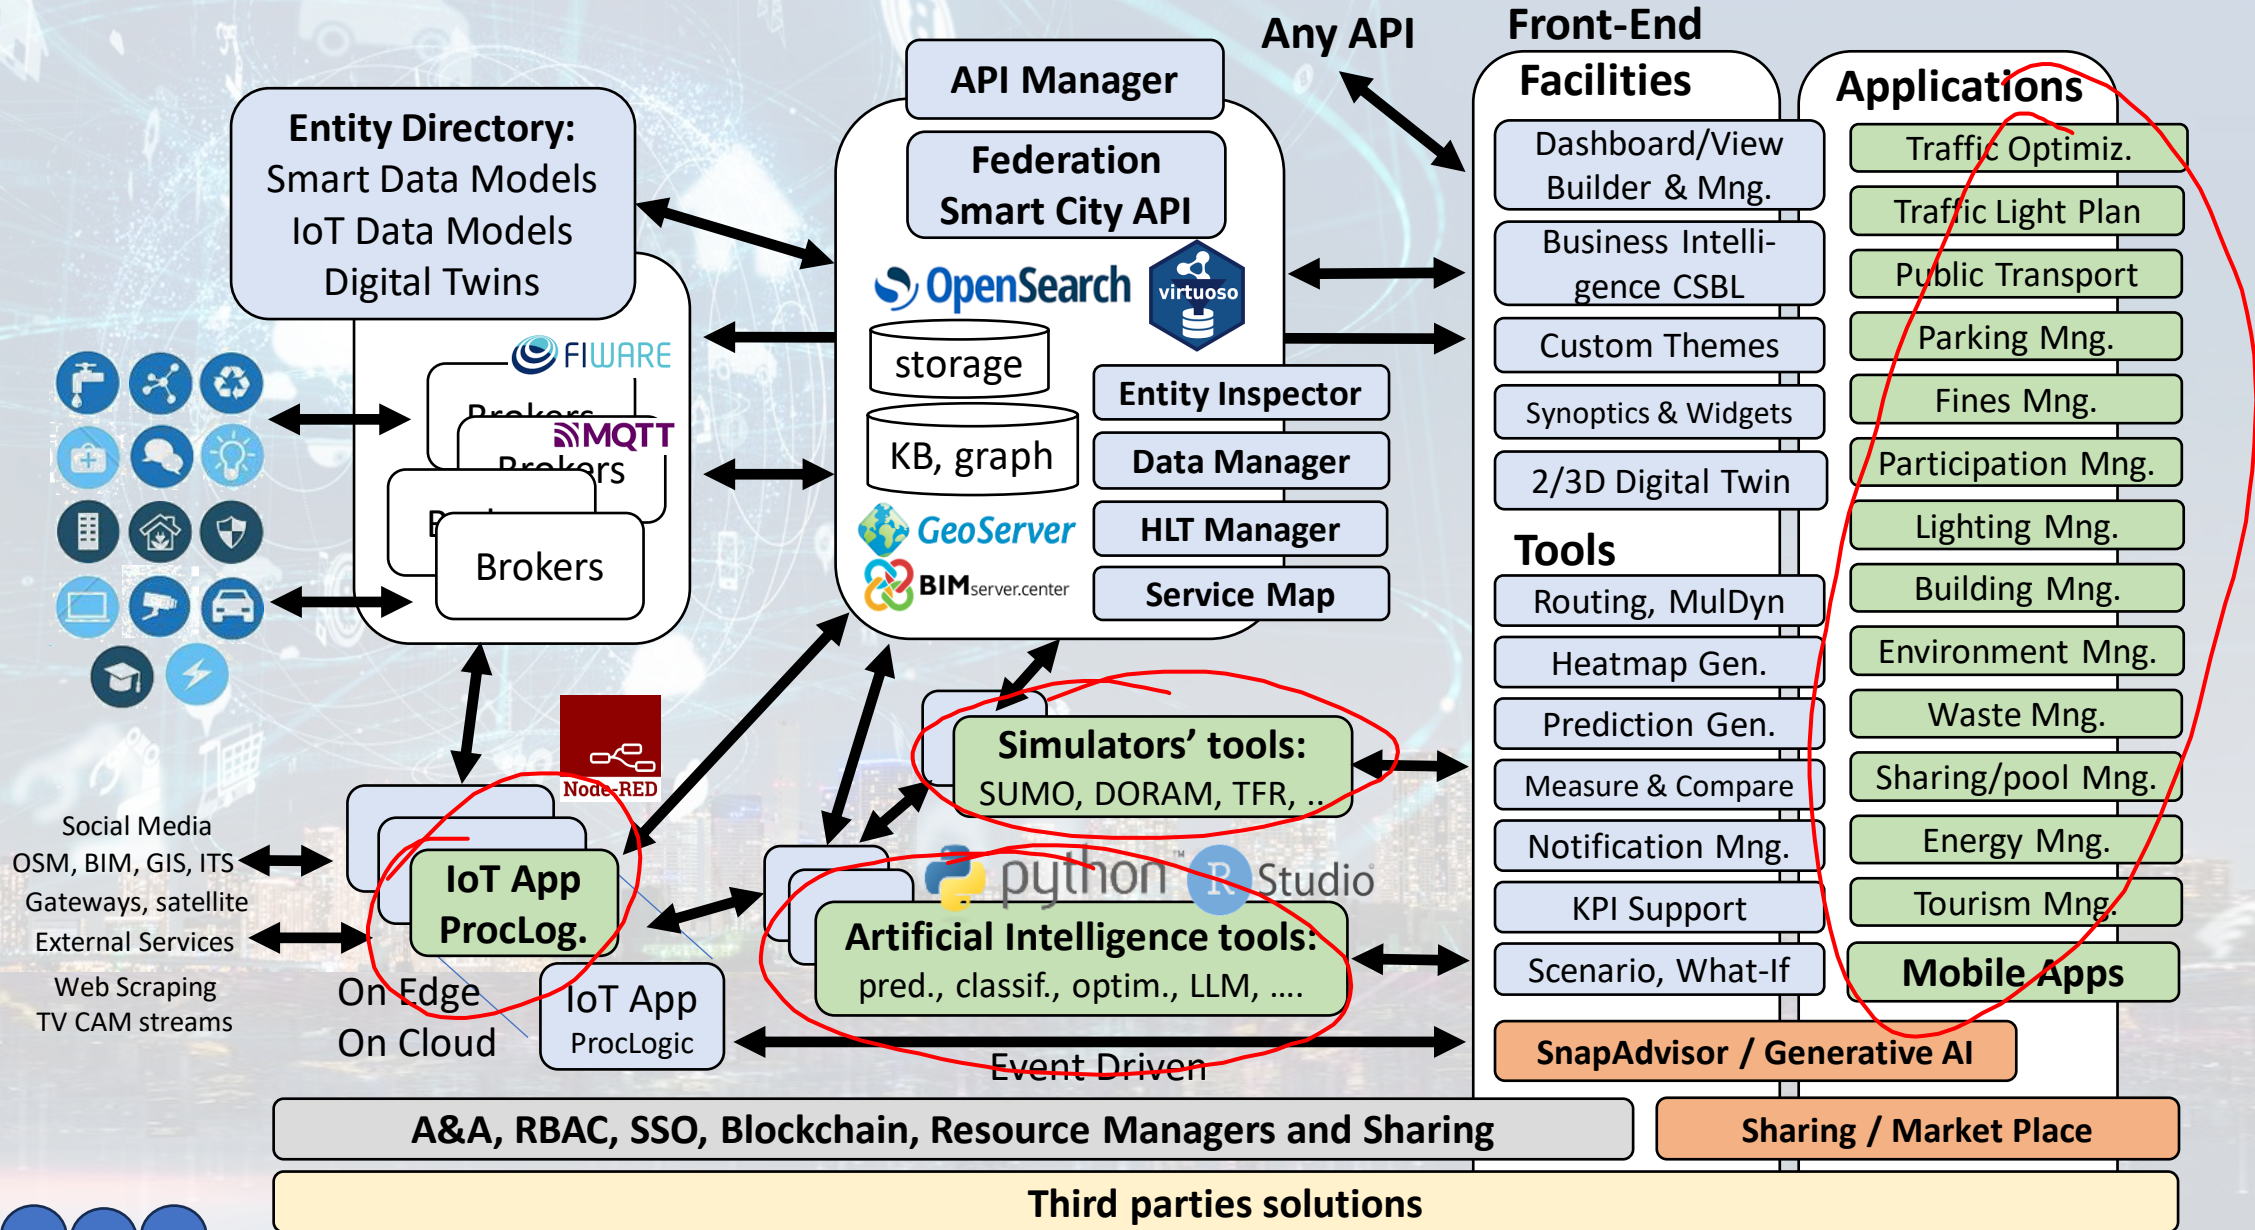 Any API
Front-End
API Manager
Facilities
Applications
Entity Directory:
Smart Data Models
IoT Data Models
Digital Twins
Federation
Smart City API
OpenSearch
virtuoso
storage
KB, graph
GeoServer
BIMserver.center
Entity Inspector
Data Manager
HLT Manager
Service Map
FIWARE
Brokers
MQTT
Brokers
Brokers
Dashboard/View
Builder & Mng.
Business Intelli-
gence CSBL
Custom Themes
Synoptics & Widgets
2/3D Digital Twin
Tools
Routing, MulDyn
Heatmap Gen.
Prediction Gen.
Measure & Compare
Notification Mng.
KPI Support
Scenario, What-If
Traffic Optimiz.
Traffic Light Plan
Public Transport
Parking Mng.
Fines Mng.
Participation Mng.
Lighting Mng.
Building Mng.
Environment Mng.
Waste Mng.
Sharing/pool Mng.
Energy Mng.
Tourism Mng.
Mobile Apps
Node-RED
Simulators’ tools:
SUMO, DORAM, TFR, ..
Social Media
OSM, BIM, GIS, ITS
Gateways, satellite
External Services
Web Scraping
TV CAM streams
IoT App
ProcLog.
On Edge
On Cloud
IoT App
ProcLogic
python™
R Studio
Artificial Intelligence tools:
pred., classif., optim., LLM, ....
Event Driven
SnapAdvisor / Generative AI
A&A, RBAC, SSO, Blockchain, Resource Managers and Sharing
Sharing / Market Place
Third parties solutions